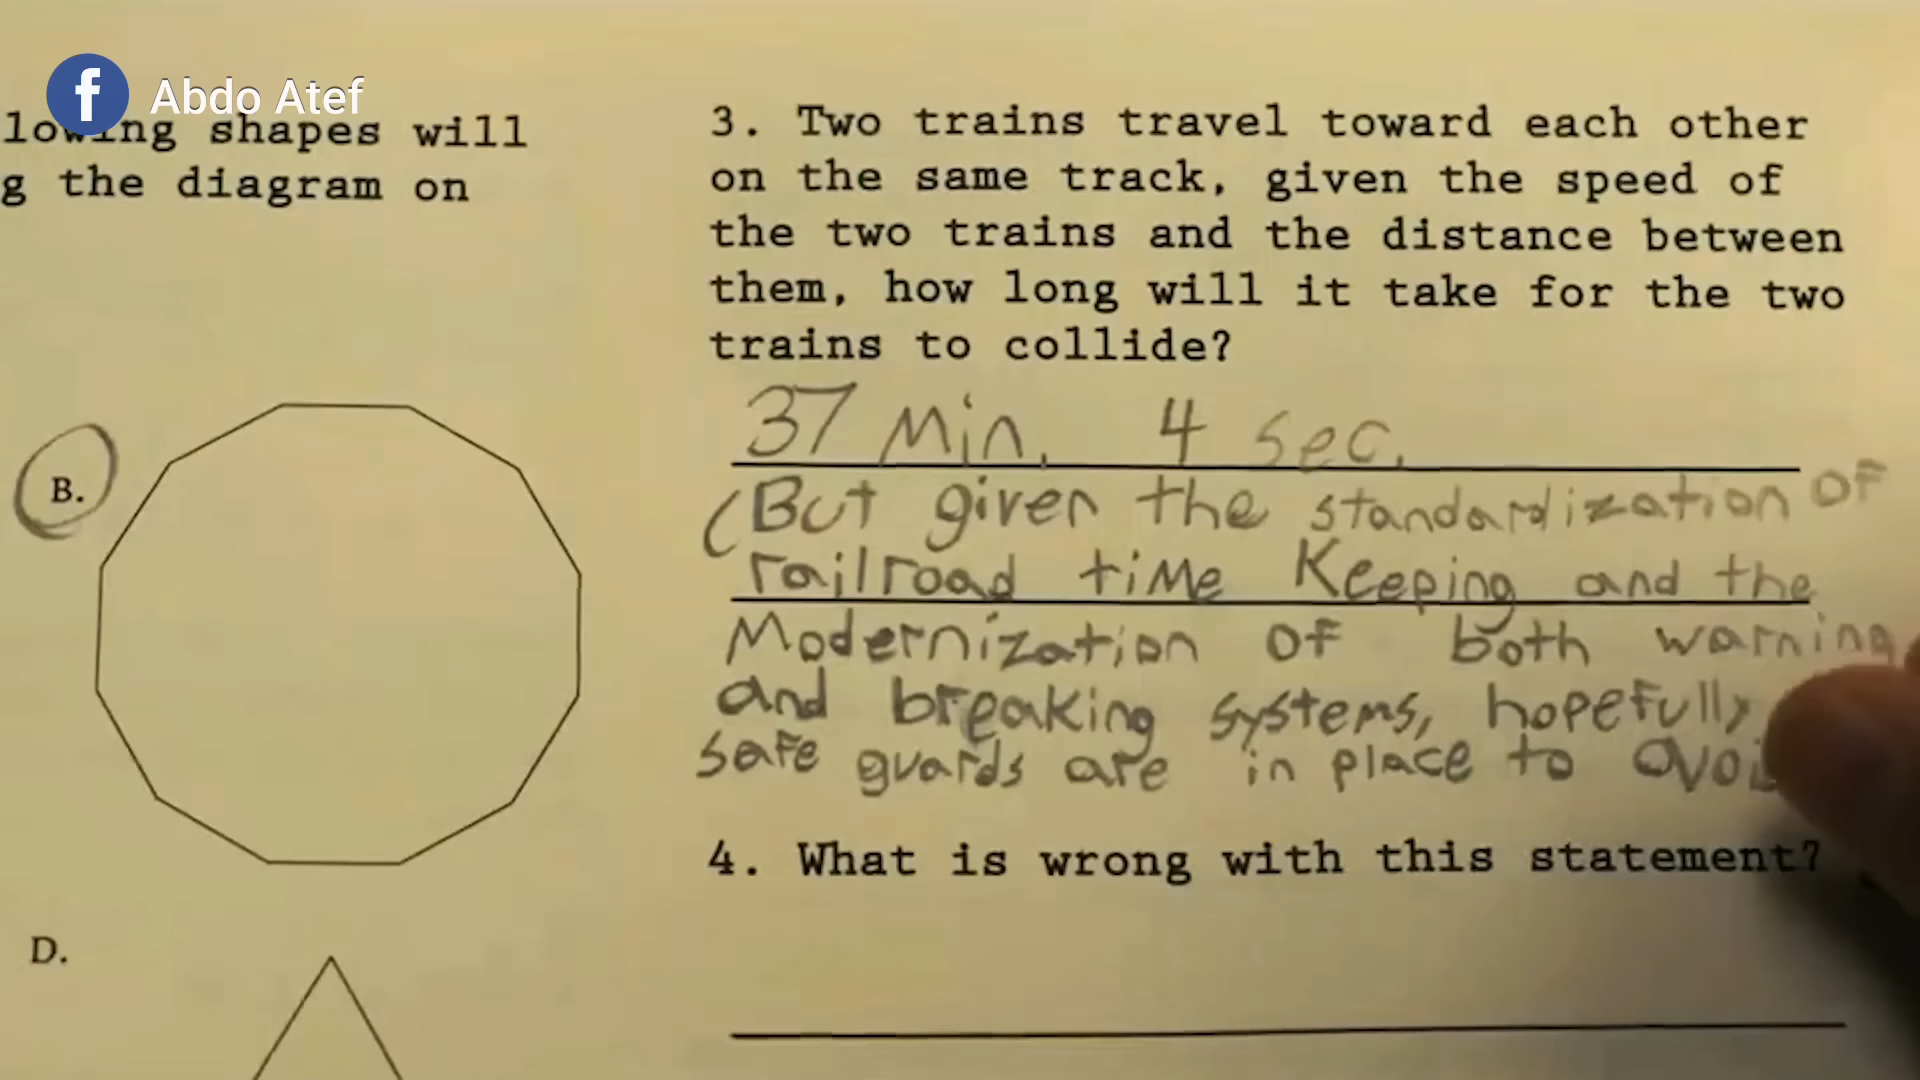 f Abdo Atef
lowing shapes will
g the diagram on
B.
D.
3. Two trains travel toward each other
on the same track, given the speed of
the two trains and the distance between
them, how long will it take for the two
trains to collide?
37 Min. 4 sec.
(But given the standardization of
railroad time Keeping and the
Modernization of both warning
and breaking systems, hopefully
safe guards are in place to avoi
4. What is wrong with this statement?